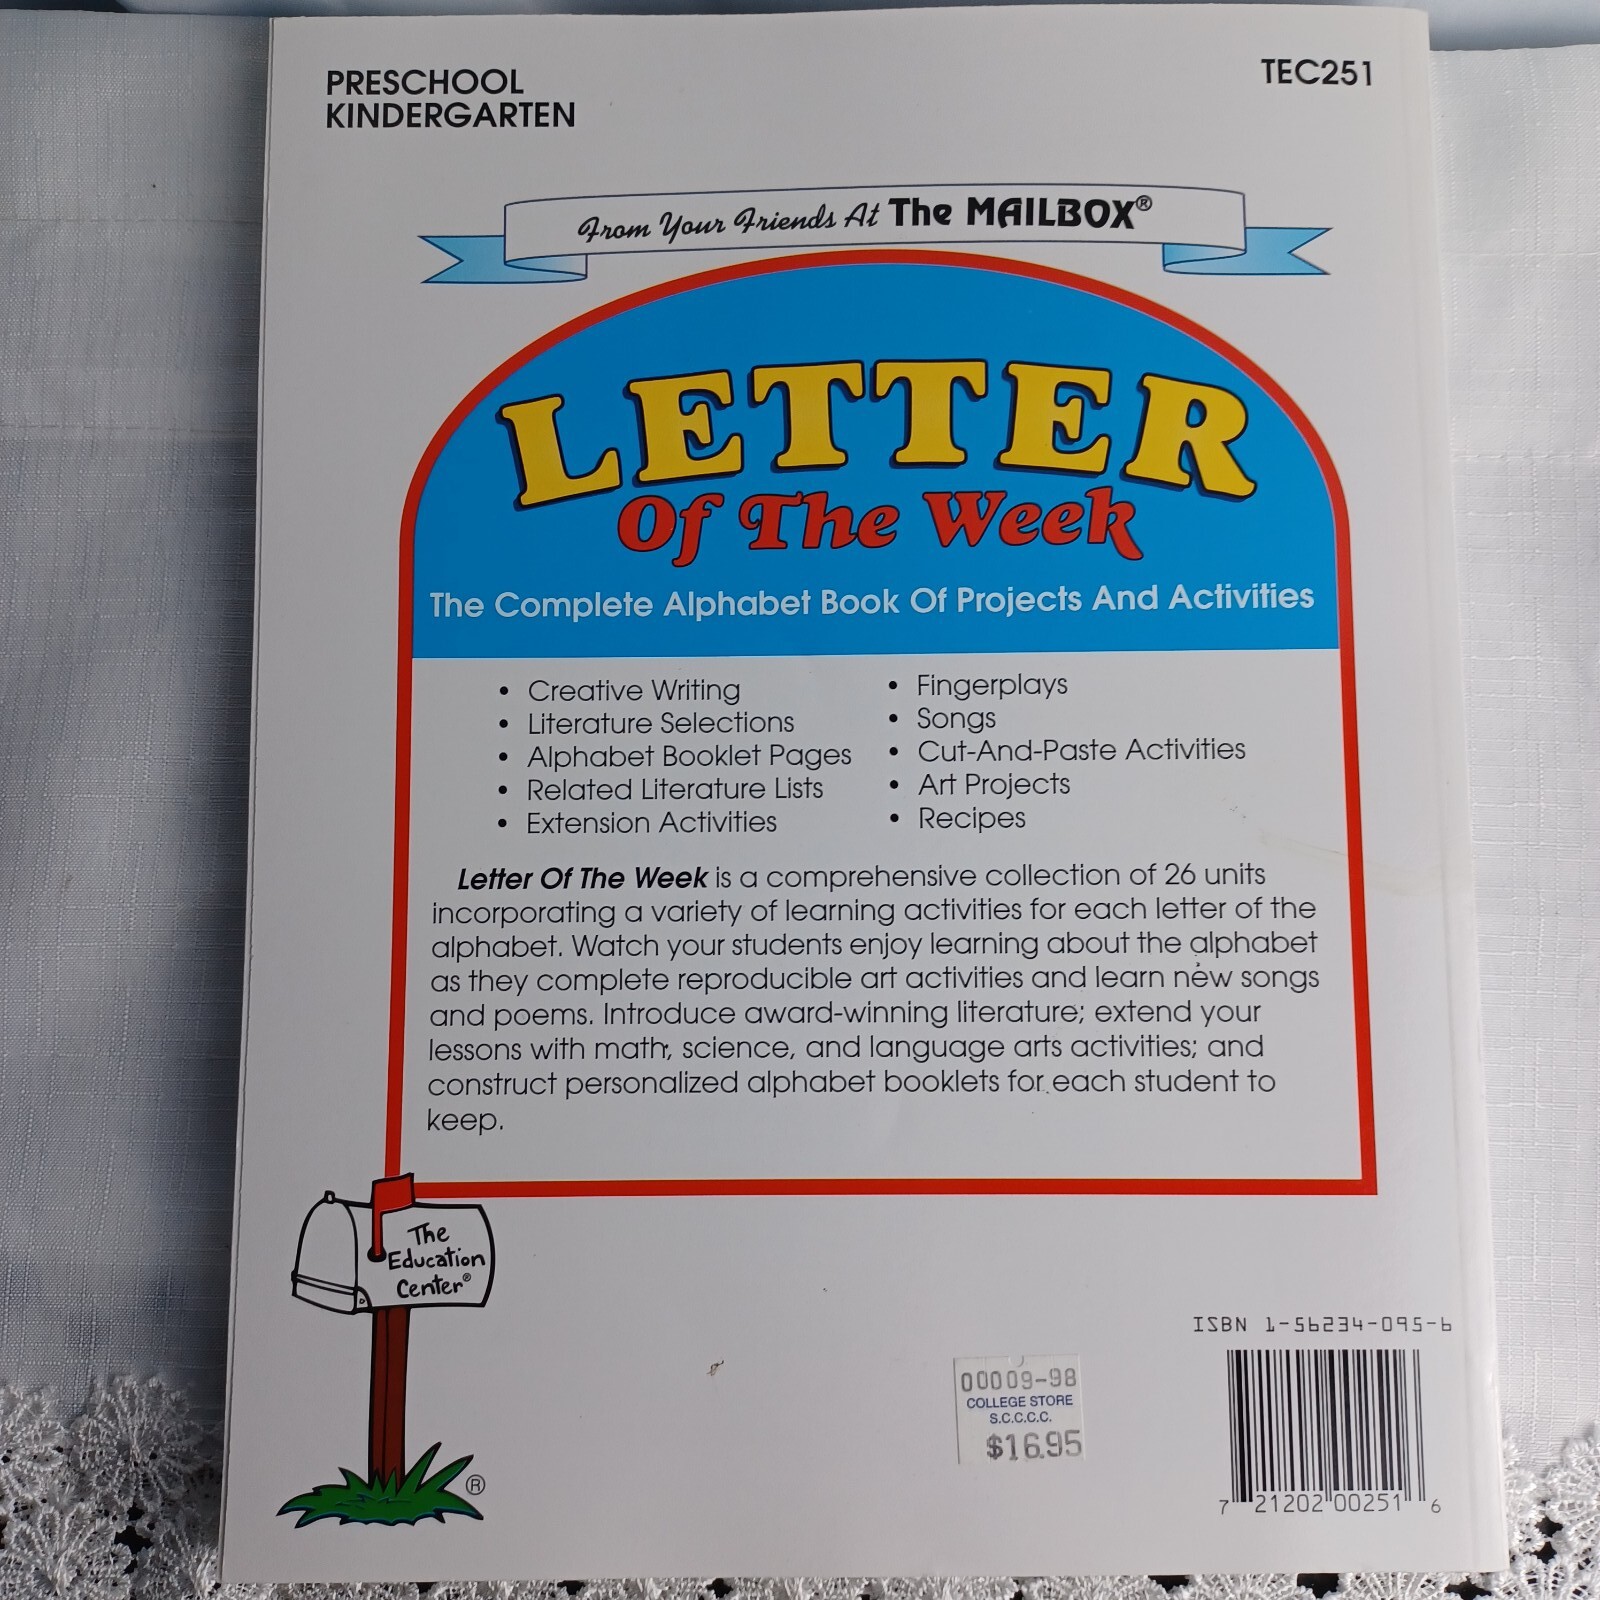 PRESCHOOL
KINDERGARTEN
TEC251
From Your Friends At The MAILBOX®
LETTER
Of The Week
The Complete Alphabet Book Of Projects And Activities
• Creative Writing
• Literature Selections
• Alphabet Booklet Pages
• Related Literature Lists
• Extension Activities
• Fingerplays
• Songs
• Cut-And-Paste Activities
• Art Projects
• Recipes
Letter Of The Week is a comprehensive collection of 26 units
incorporating a variety of learning activities for each letter of the
alphabet. Watch your students enjoy learning about the alphabet
as they complete reproducible art activities and learn new songs
and poems. Introduce award-winning literature; extend your
lessons with math, science, and language arts activities; and
construct personalized alphabet booklets for each student to
keep.
The
Education
Center®
®
ISBN 1-56234-095-6
00009-98
COLLEGE STORE
S.C.C.C.C.
$16.95
7 21202 00251 6